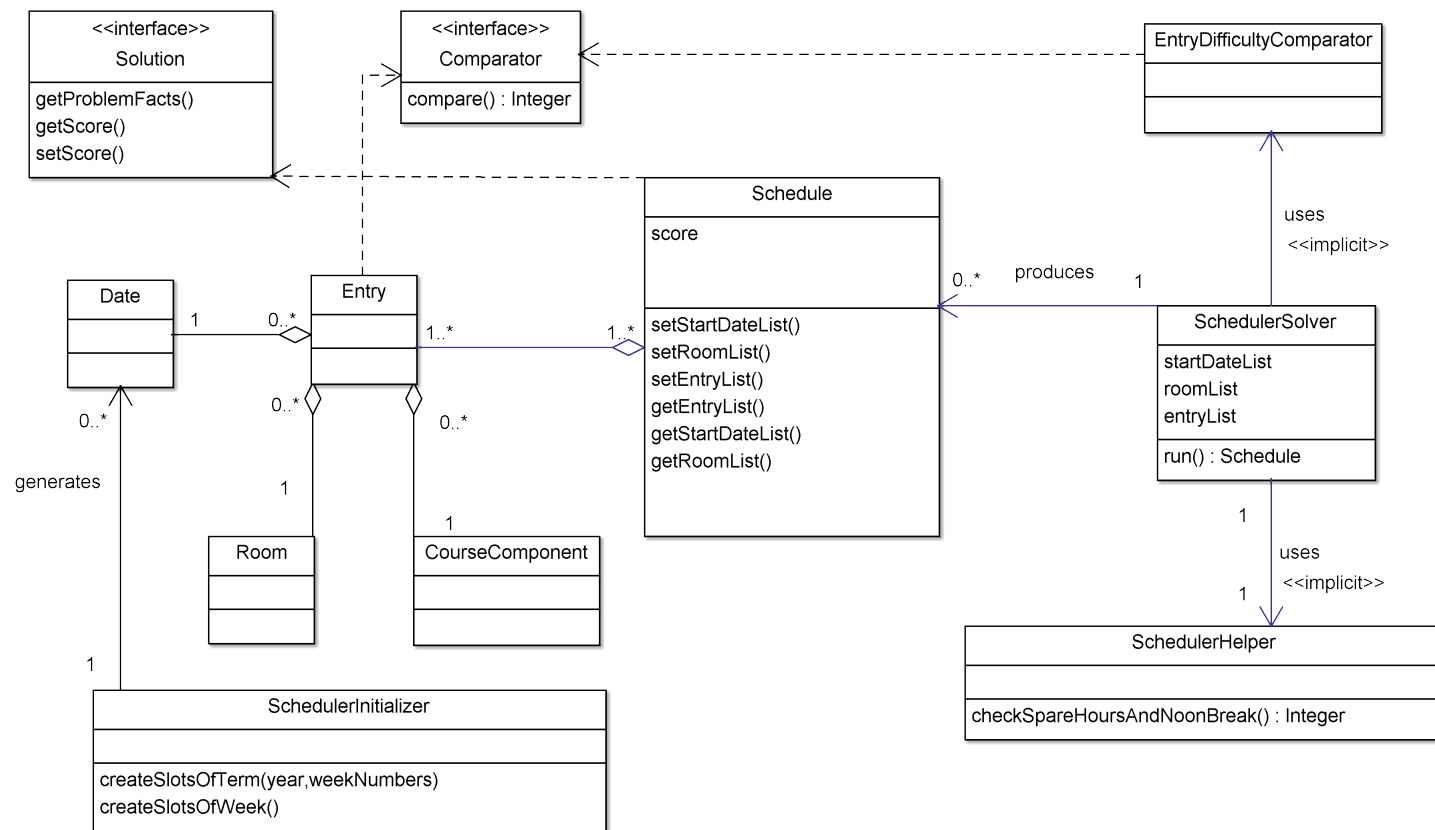 <<interface>>
Solution
getProblemFacts()
getScore()
setScore()
<<interface>>
Comparator
compare() : Integer
EntryDifficultyComparator
uses
<<implicit>>
Schedule
score
setStartDateList()
setRoomList()
setEntryList()
getEntryList()
getStartDateList()
getRoomList()
0..*
produces
1
SchedulerSolver
startDateList
roomList
entryList
run() : Schedule
Date
1
0..*
Entry
1..*
1..*
0..*
0..*
0..*
generates
1
1
Room
CourseComponent
1
uses
<<implicit>>
1
SchedulerHelper
checkSpareHoursAndNoonBreak() : Integer
1
SchedulerInitializer
createSlotsOfTerm(year,weekNumbers)
createSlotsOfWeek()